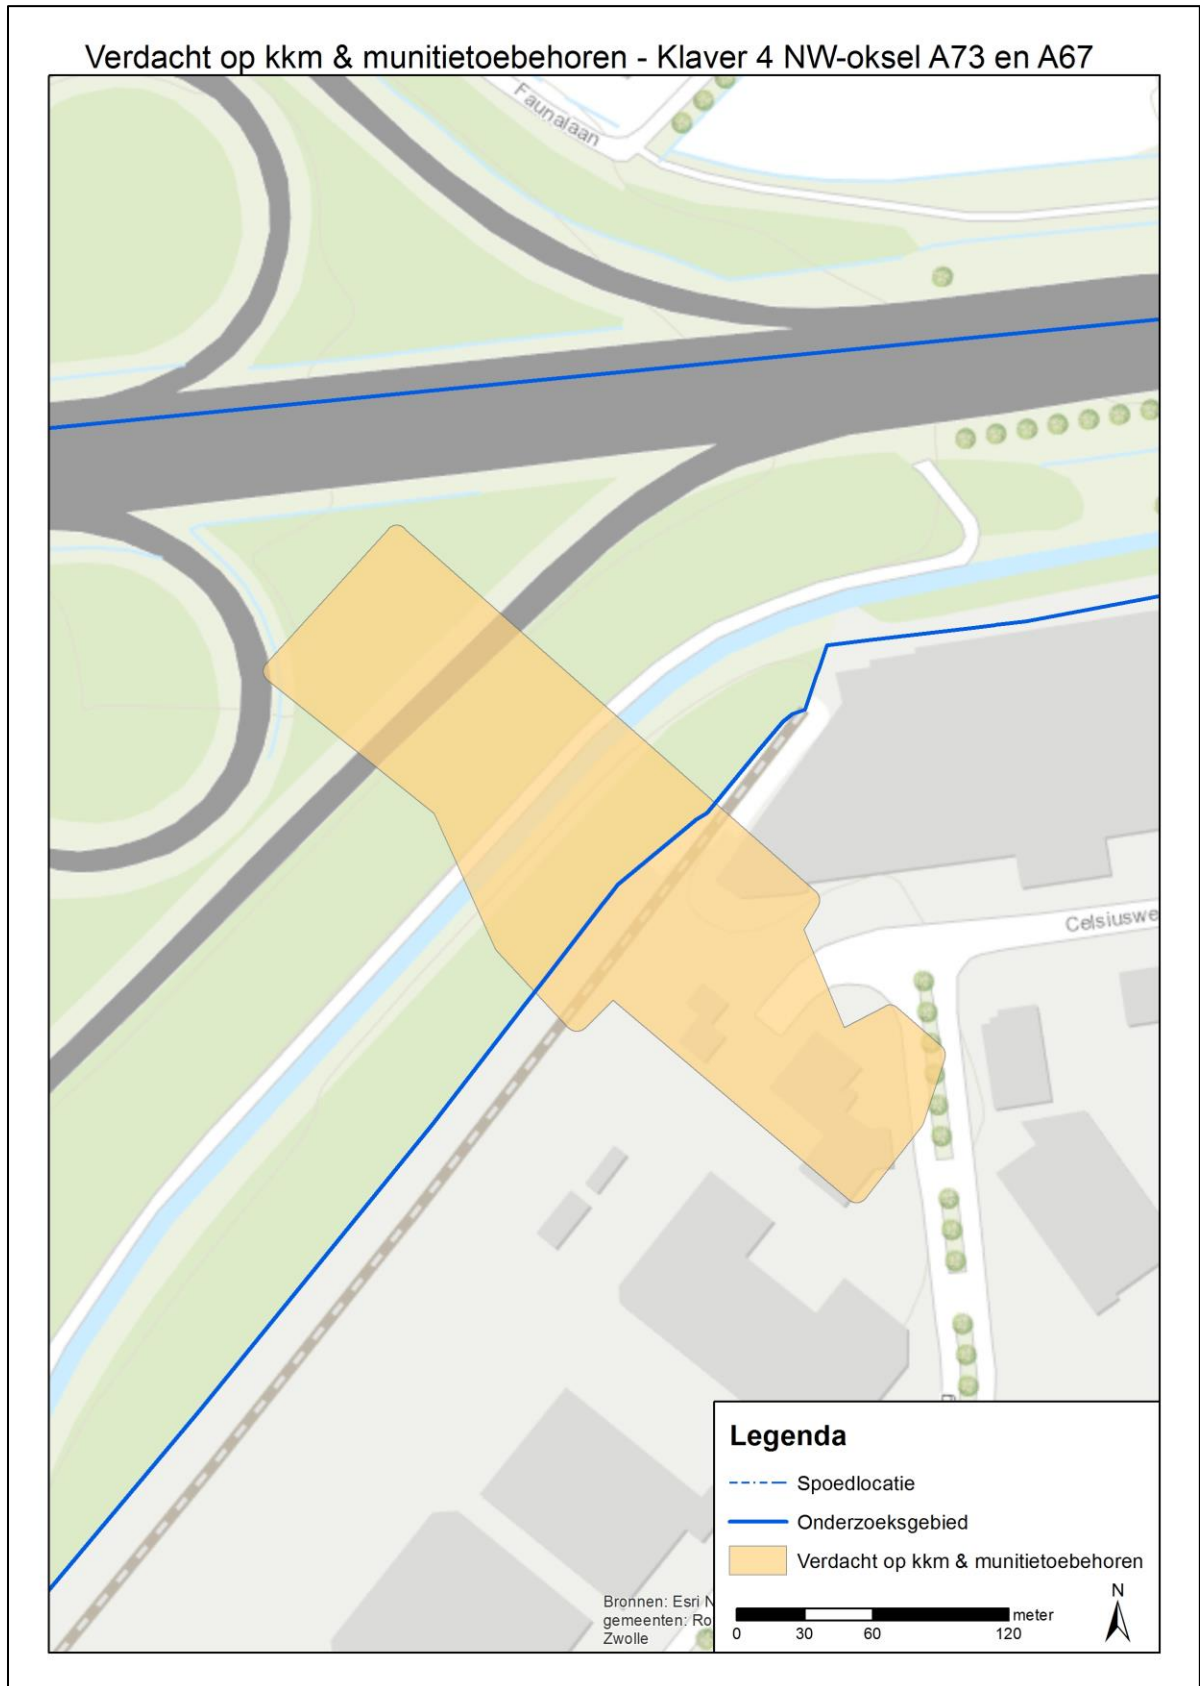 Verdacht op kkm & munitietoebehoren - Klaver 4 NW-oksel A73 en A67
Faunalaan
Celsiuswe
Legenda
Spoedlocatie
Onderzoeksgebied
Verdacht op kkm & munitietoebehoren
Bronnen: Esri N
gemeenten: Ro
Zwolle
N
meter
0 30 60 120